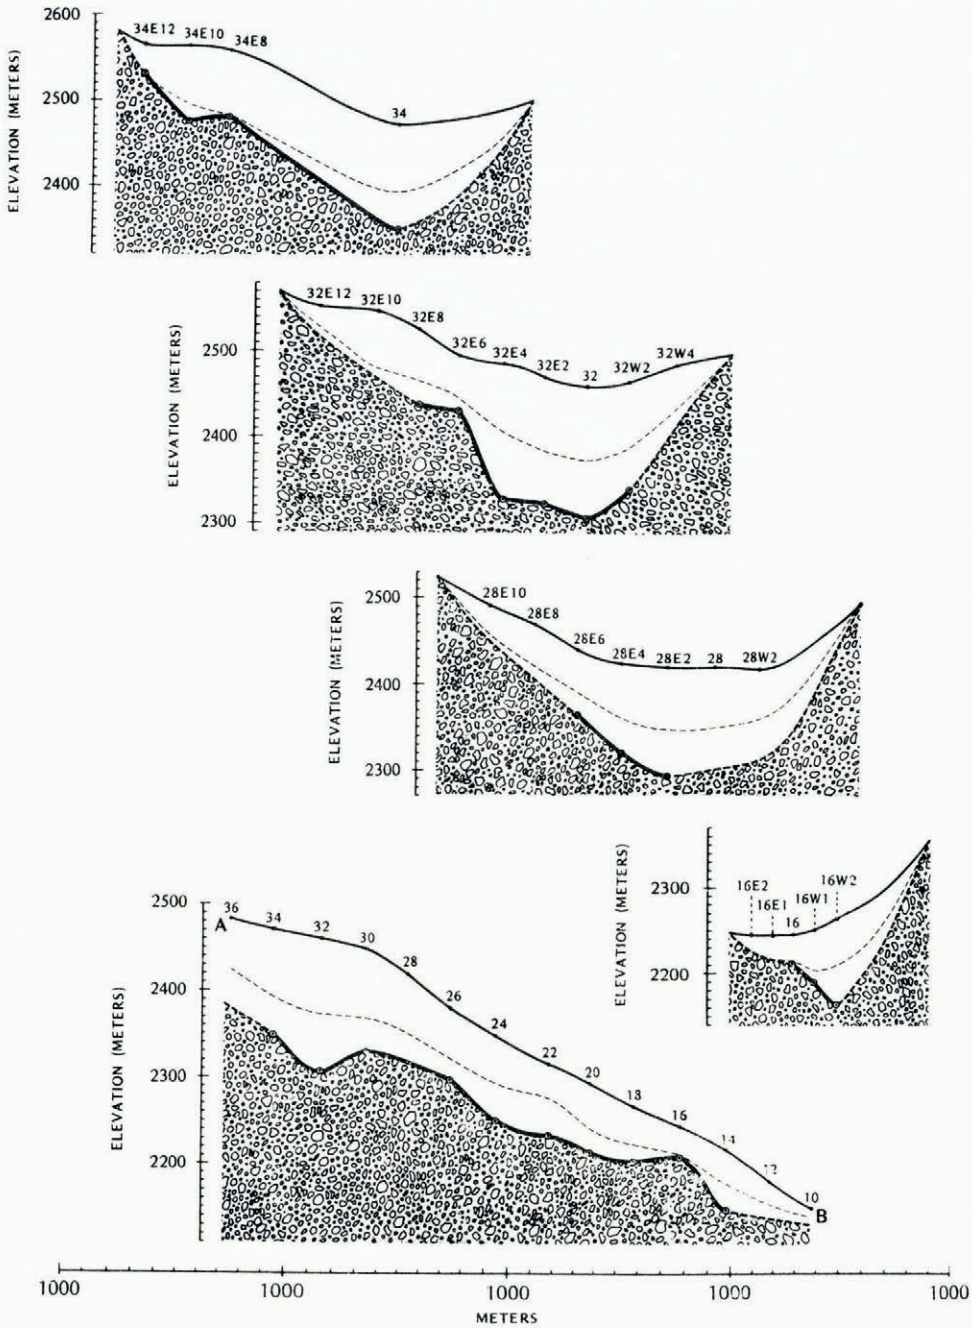 2600
34E12 34E10 34E8
2500
34
2400
ELEVATION (METERS)
32E12 32E10
32E8
2500
32E6 32E4 32E2 32 32W2 32W4
2400
2300
ELEVATION (METERS)
2500
28E10
28E8
28E6
28E4 28E2 28 28W2
2400
2300
ELEVATION (METERS)
2300
16E2 16E1 16 16W1 16W2
2200
ELEVATION (METERS)
2500
A 36 34 32 30
28
2400
26
24
22
20
2300
18
16
14
12
2200
10
B
ELEVATION (METERS)
1000 1000 1000 1000 1000
METERS